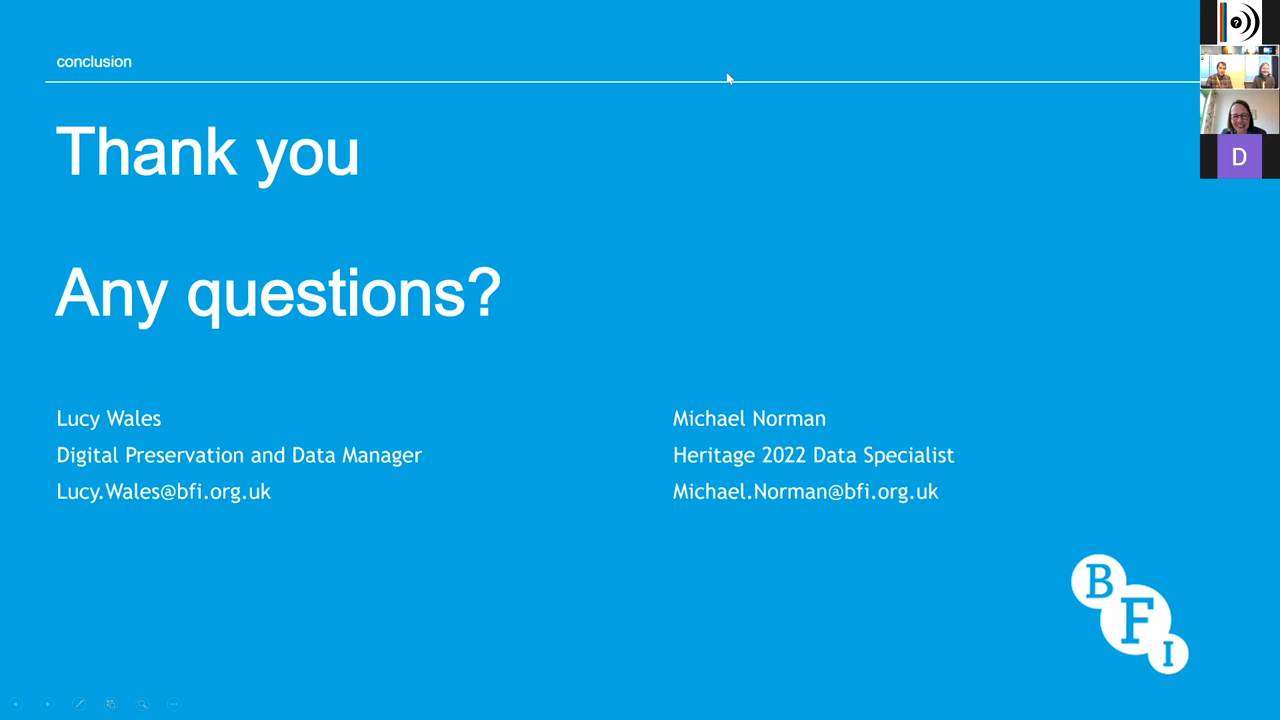 conclusion
Thank you
Any questions?
Lucy Wales
Digital Preservation and Data Manager
Lucy.Wales@bfi.org.uk
Michael Norman
Heritage 2022 Data Specialist
Michael.Norman@bfi.org.uk
BFI
?
D